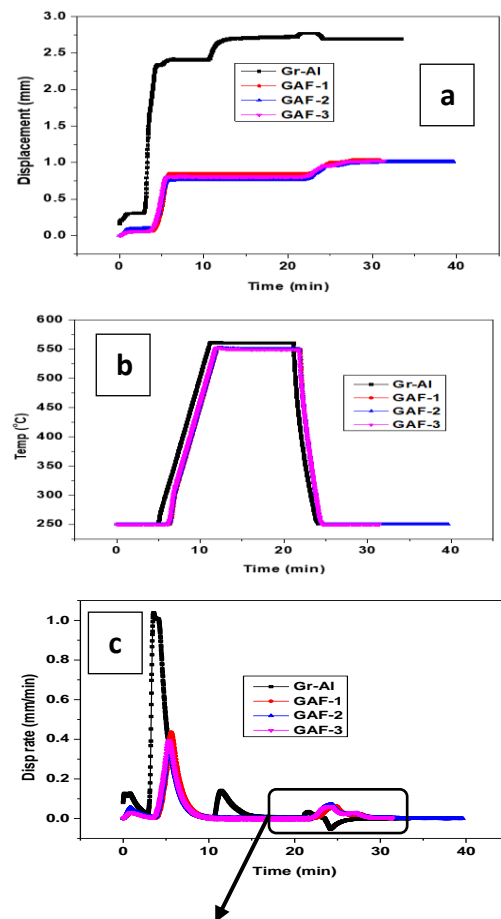 3.0
2.5
2.0
1.5
1.0
0.5
0.0
Displacement (mm)
Gr-Al
GAF-1
GAF-2
GAF-3
a
0 10 20 30 40
Time (min)
600
550
500
450
400
350
300
250
Temp (°C)
b
Gr-Al
GAF-1
GAF-2
GAF-3
0 10 20 30 40
Time (min)
1.0
0.8
0.6
0.4
0.2
0.0
Disp rate (mm/min)
c
Gr-Al
GAF-1
GAF-2
GAF-3
0 10 20 30 40
Time (min)